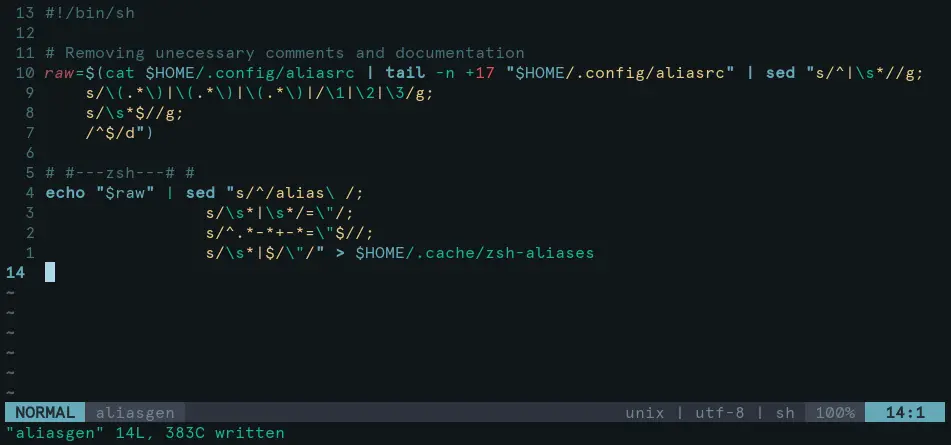 13 #!/bin/sh
12
11 # Removing unecessary comments and documentation
10 raw=$(cat $HOME/.config/aliasrc | tail -n +17 "$HOME/.config/aliasrc" | sed "s/^|\s*//g;
9 s/\(.*\)|\(.*\)|\(.*\)|/\1|\2|\3/g;
8 s/\s*$//g;
7 /^$/d")
6
5 # #---zsh---# #
4 echo "$raw" | sed "s/^/alias\ /;
3 s/\s*|\s*/=\"/;
2 s/^.*-*+-*=\"$//;
1 s/\s*|$/\"/" > $HOME/.cache/zsh-aliases
14
~
~
~
~
~
~
NORMAL aliasgen unix | utf-8 | sh 100% 14:1
"aliasgen" 14L, 383C written